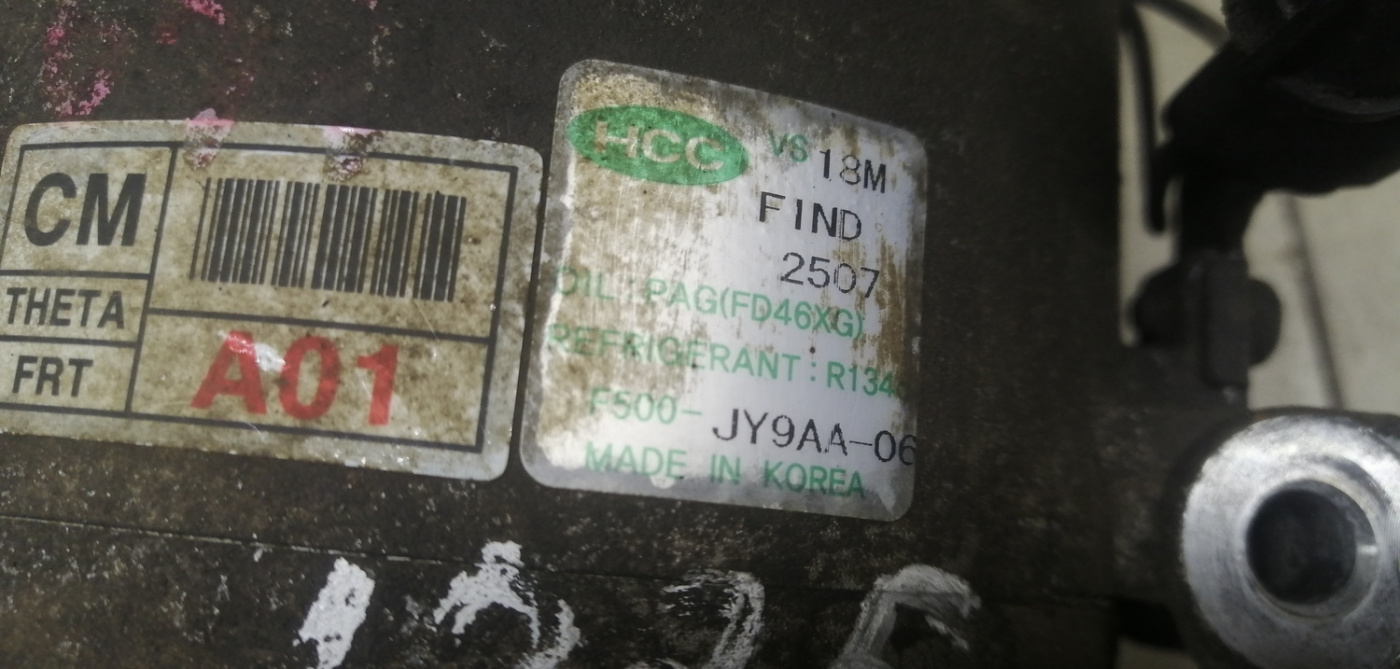 CM
THETA
FRT
A01
HCC VS 18M
FIND
2507
OIL : PAG(FD46XG)
REFRIGERANT : R134a
F500-JY9AA-06
MADE IN KOREA